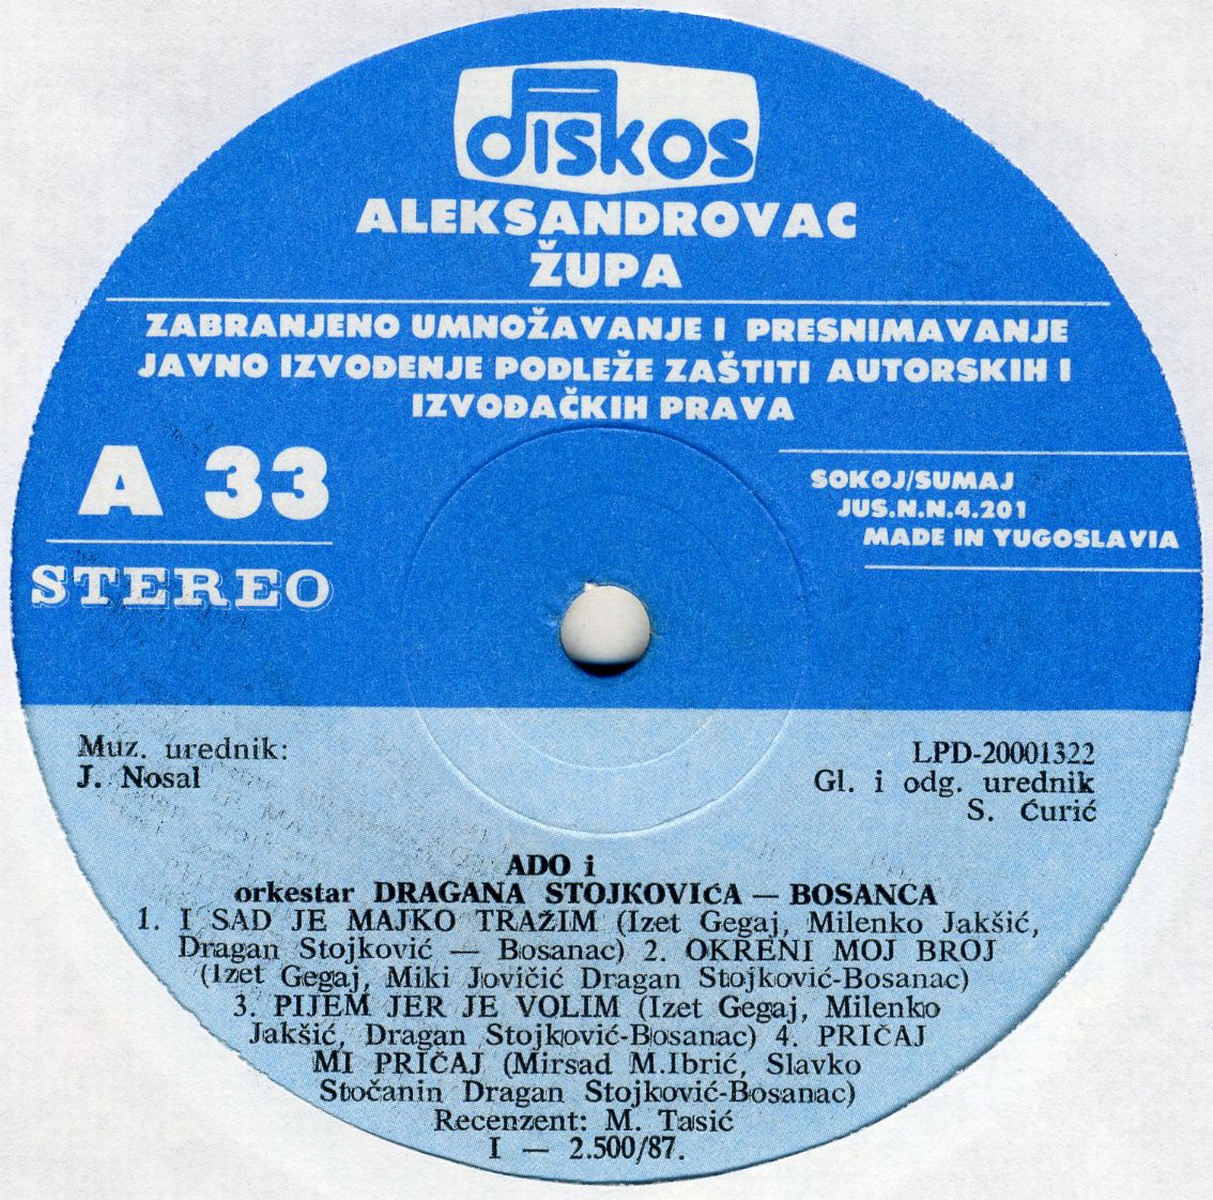 diskos
ALEKSANDROVAC
ŽUPA
ZABRANJENO UMNOŽAVANJE I PRESNIMAVANJE
JAVNO IZVOĐENJE PODLEŽE ZAŠTITI AUTORSKIH I
IZVOĐAČKIH PRAVA
A 33
STEREO
SOKOJ/SUMAJ
JUS.N.N.4.201
MADE IN YUGOSLAVIA
Muz. urednik:
J. Nosal
LPD-20001322
Gl. i odg. urednik
S. Ćurić
ADO i
orkestar DRAGANA STOJKOVIĆA — BOSANCA
1. I SAD JE MAJKO TRAŽIM (Izet Gegaj, Milenko Jakšić,
Dragan Stojković — Bosanac) 2. OKRENI MOJ BROJ
(Izet Gegaj, Miki Jovičić Dragan Stojković-Bosanac)
3. PIJEM JER JE VOLIM (Izet Gegaj, Milenko
Jakšić, Dragan Stojković-Bosanac) 4. PRIČAJ
MI PRIČAJ (Mirsad M.Ibrić, Slavko
Stočanin Dragan Stojković-Bosanac)
Recenzent: M. Tasić
I — 2.500/87.